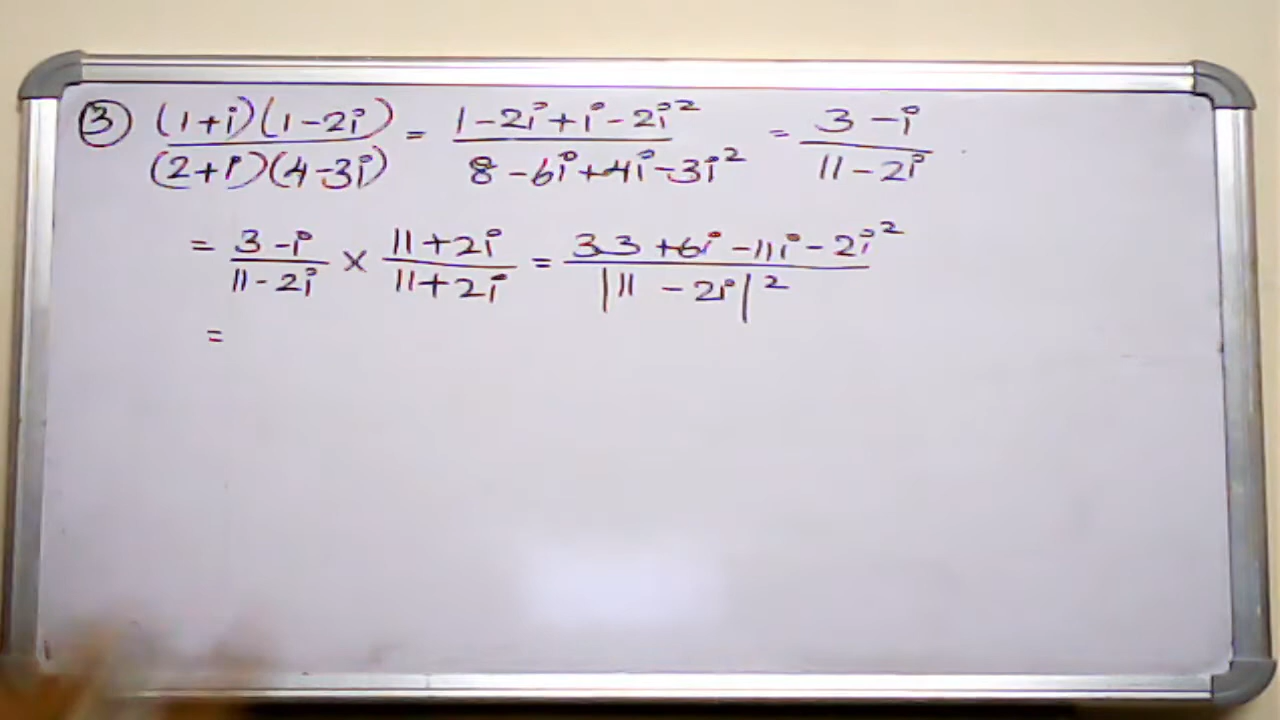 ③ (1+i)(1-2i)/(2+i)(4-3i) = 1-2i+i-2i²/8-6i+4i-3i² = 3-i/11-2i
= 3-i/11-2i × 11+2i/11+2i = 33+6i-11i-2i²/|11-2i|²
=